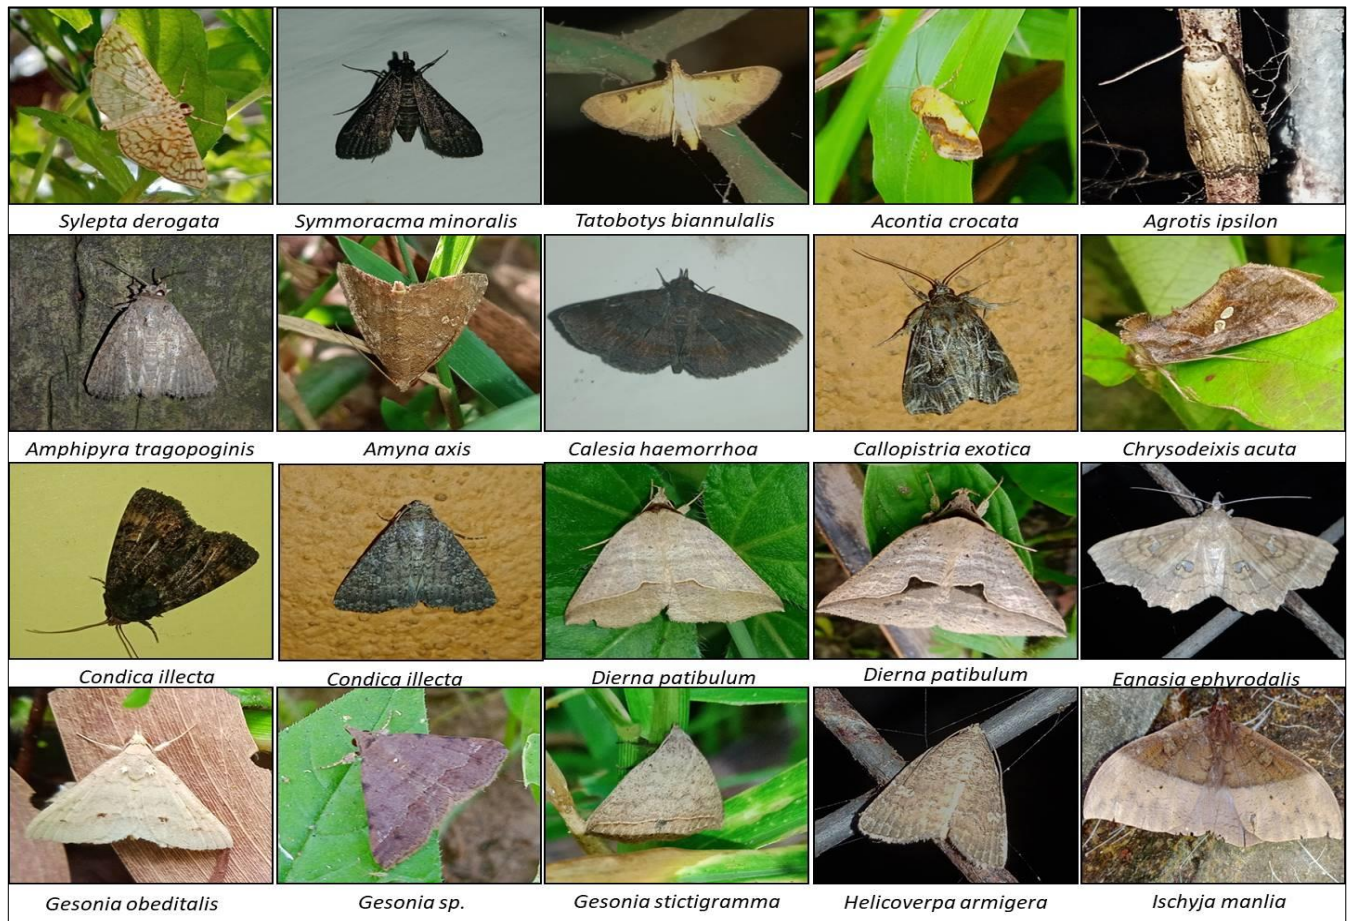 Sylepta derogata
Symmoracma minoralis
Tatobotys biannulalis
Acontia crocata
Agrotis ipsilon
Amphipyra tragopoginis
Amyna axis
Calesia haemorrhoa
Callopistria exotica
Chrysodeixis acuta
Condica illecta
Condica illecta
Dierna patibulum
Dierna patibulum
Egnasia ephyrodalis
Gesonia obeditalis
Gesonia sp.
Gesonia stictigramma
Helicoverpa armigera
Ischyja manlia